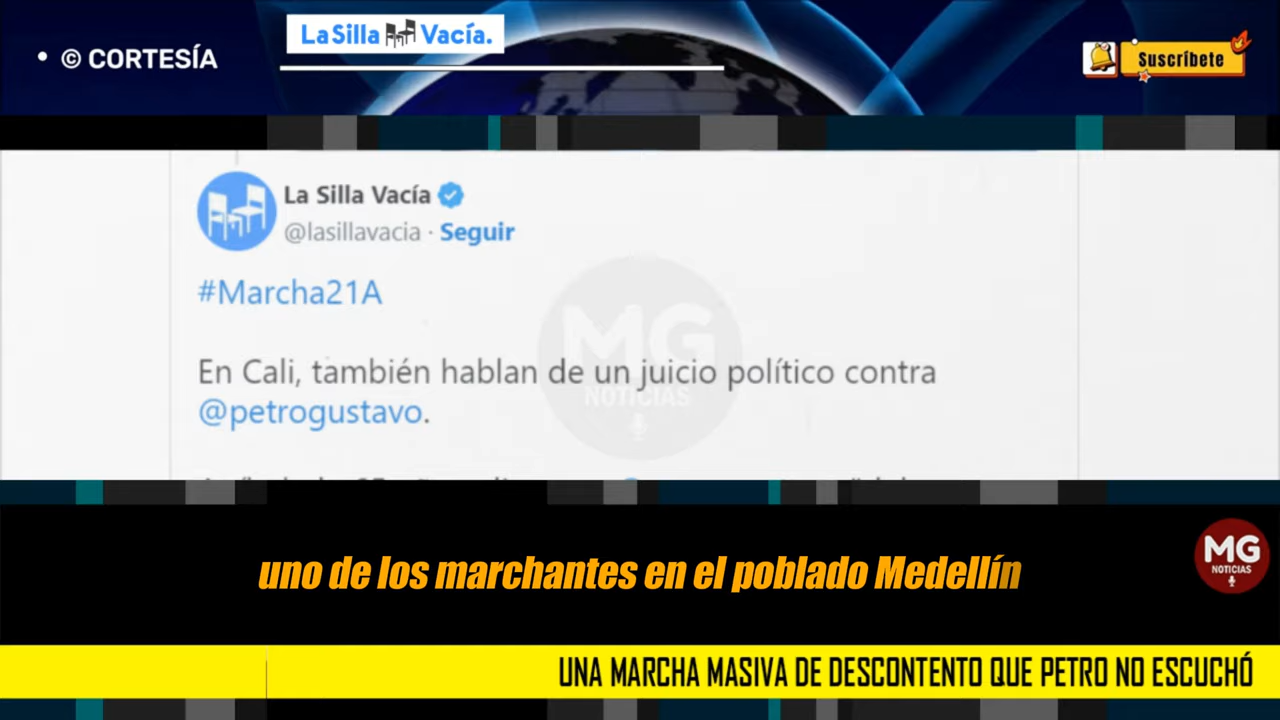 • © CORTESÍA
La Silla Vacía.
Suscríbete
La Silla Vacía
@lasillavacia · Seguir
#Marcha21A
En Cali, también hablan de un juicio político contra
@petrogustavo.
MG
NOTICIAS
uno de los marchantes en el poblado Medellín
MG
NOTICIAS
UNA MARCHA MASIVA DE DESCONTENTO QUE PETRO NO ESCUCHÓ